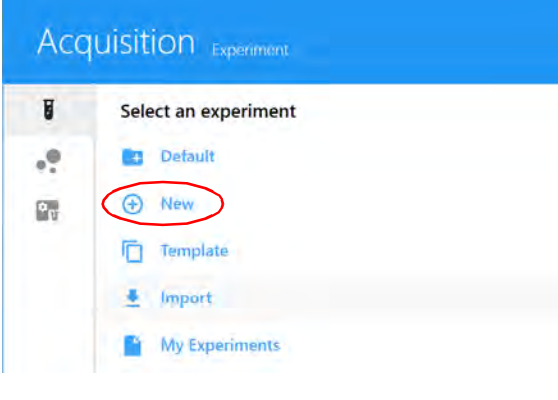 Acquisition Experiment
Select an experiment
Default
New
Template
Import
My Experiments